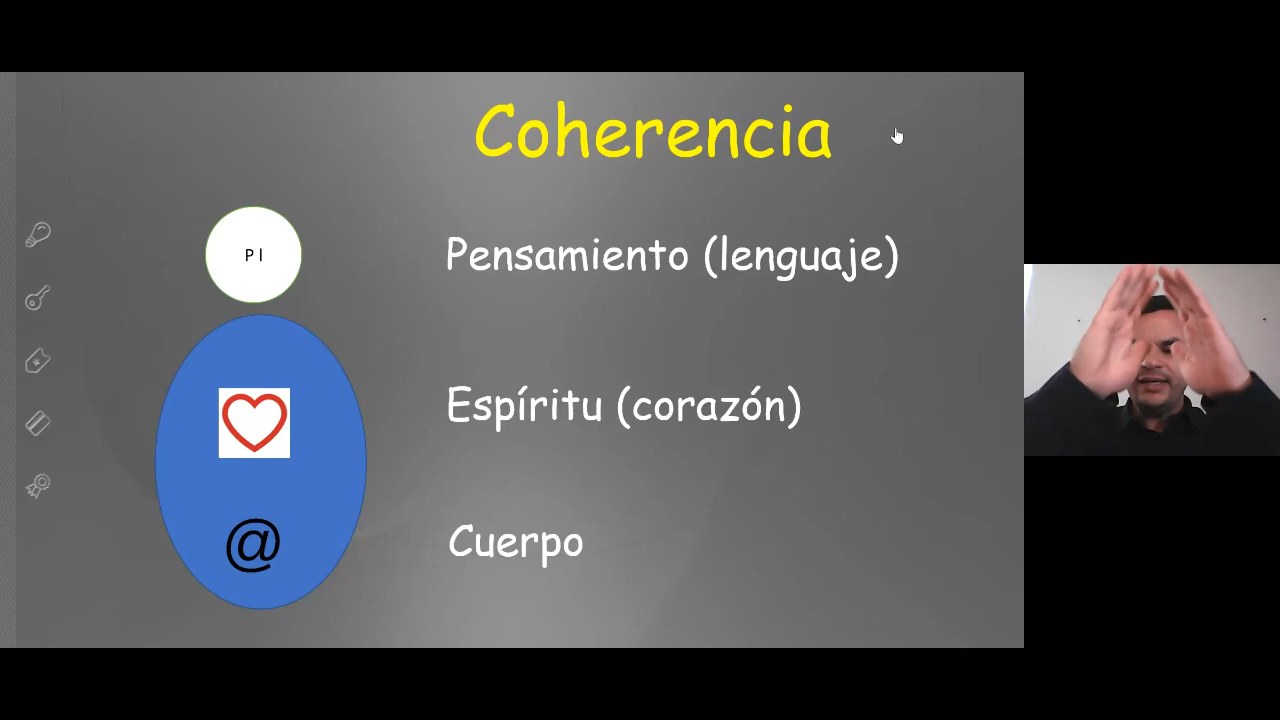 Coherencia
P I
Pensamiento (lenguaje)
Espíritu (corazón)
@
Cuerpo